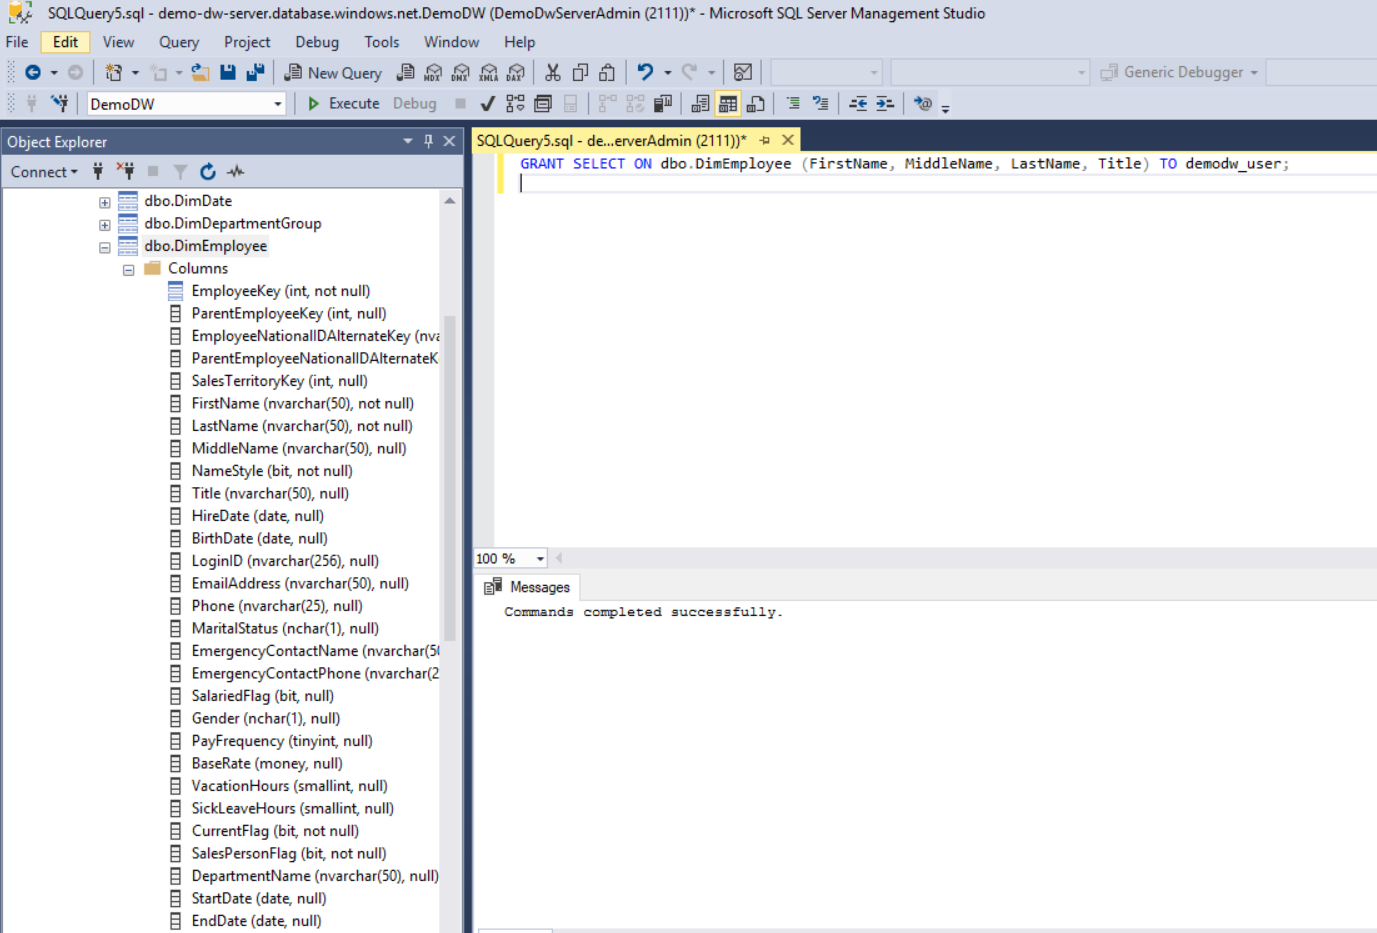 SQLQuery5.sql - demo-dw-server.database.windows.net.DemoDW (DemoDwServerAdmin (2111))* - Microsoft SQL Server Management Studio
File Edit View Query Project Debug Tools Window Help
New Query MDX DMX XMLA DAX Generic Debugger
DemoDW Execute Debug
Object Explorer
Connect
dbo.DimDate
dbo.DimDepartmentGroup
dbo.DimEmployee
Columns
EmployeeKey (int, not null)
ParentEmployeeKey (int, null)
EmployeeNationalIDAlternateKey (nva
ParentEmployeeNationalIDAlternateK
SalesTerritoryKey (int, null)
FirstName (nvarchar(50), not null)
LastName (nvarchar(50), not null)
MiddleName (nvarchar(50), null)
NameStyle (bit, not null)
Title (nvarchar(50), null)
HireDate (date, null)
BirthDate (date, null)
LoginID (nvarchar(256), null)
EmailAddress (nvarchar(50), null)
Phone (nvarchar(25), null)
MaritalStatus (nchar(1), null)
EmergencyContactName (nvarchar(50
EmergencyContactPhone (nvarchar(2
SalariedFlag (bit, null)
Gender (nchar(1), null)
PayFrequency (tinyint, null)
BaseRate (money, null)
VacationHours (smallint, null)
SickLeaveHours (smallint, null)
CurrentFlag (bit, not null)
SalesPersonFlag (bit, not null)
DepartmentName (nvarchar(50), null)
StartDate (date, null)
EndDate (date, null)
SQLQuery5.sql - de...erverAdmin (2111))*
GRANT SELECT ON dbo.DimEmployee (FirstName, MiddleName, LastName, Title) TO demodw_user;
100 %
Messages
Commands completed successfully.